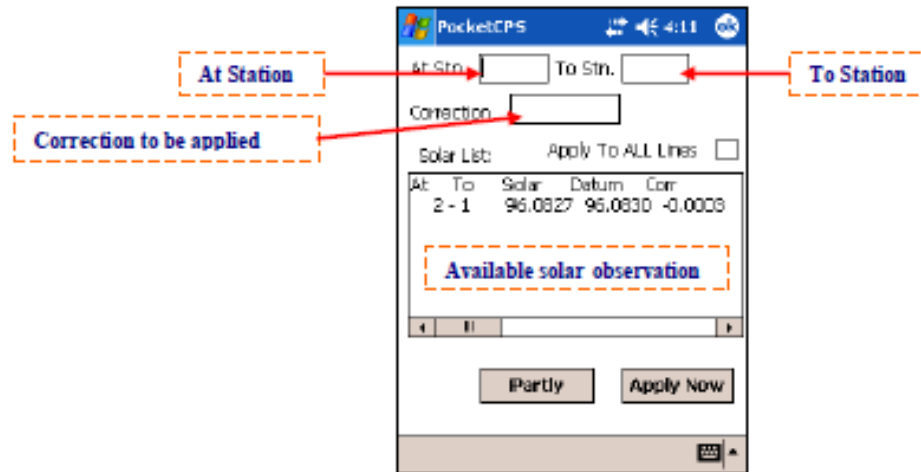 PocketCPS 4:11 ok
At Station
At Stn. To Stn.
To Station
Correction
Correction to be applied
Solar List: Apply To ALL Lines
At To Solar Datum Corr
2 - 1 96.0827 96.0830 -0.0003
Available solar observation
Partly Apply Now